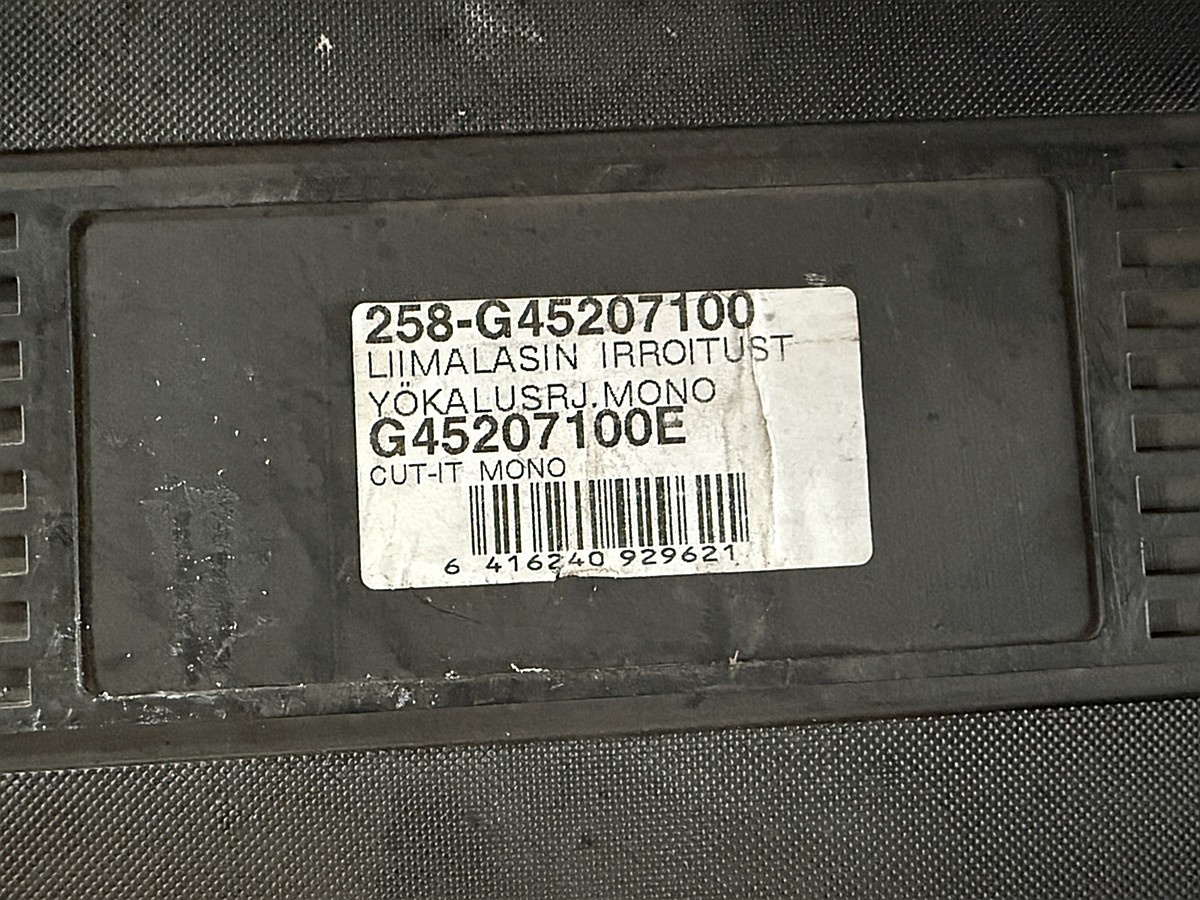 258-G45207100
LIIMALASIN IRROITUST
YÖKALUSRJ.MONO
G45207100E
CUT-IT MONO
6 416240 929621